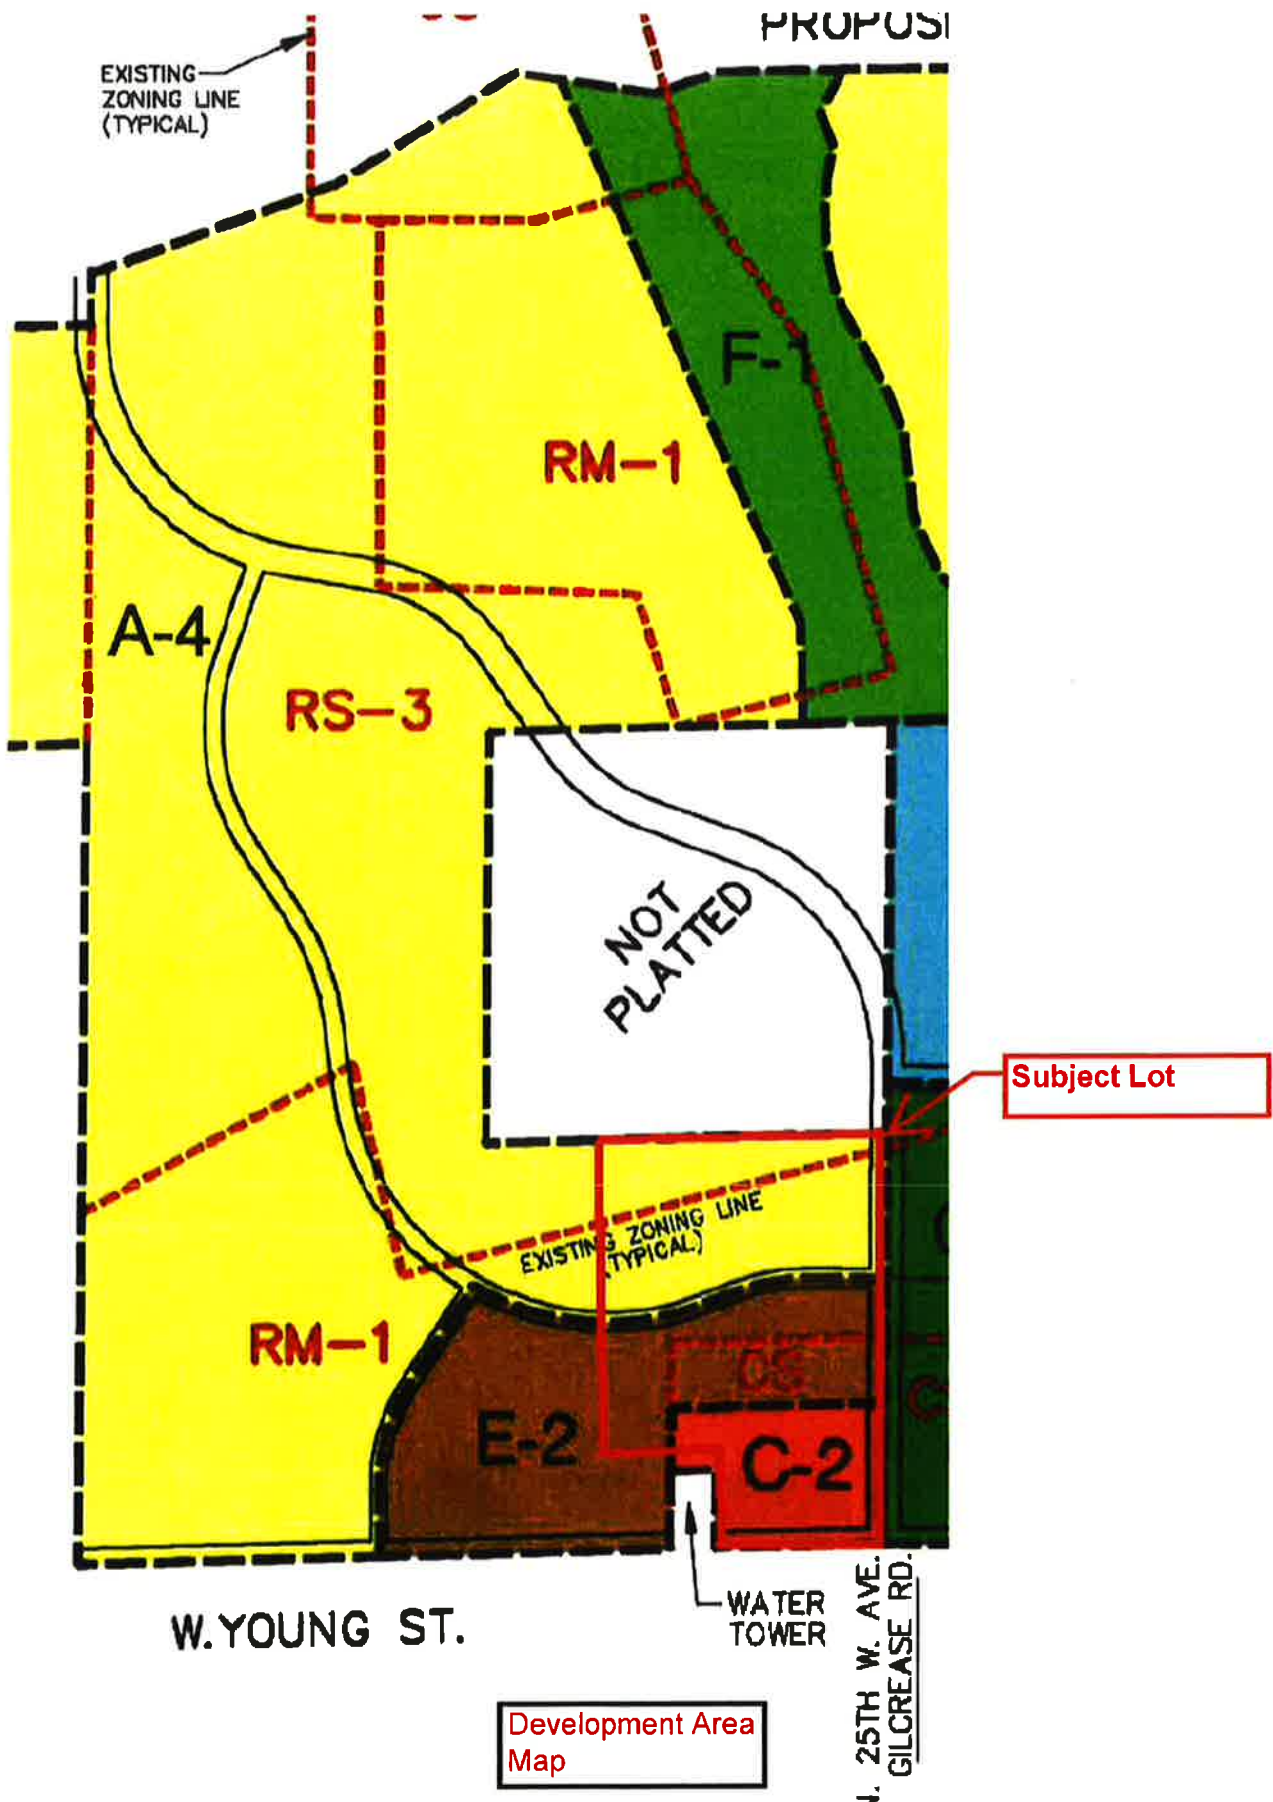 EXISTING
ZONING LINE
(TYPICAL)
F-1
RM-1
A-4
RS-3
NOT
PLATTED
Subject Lot
EXISTING ZONING LINE
(TYPICAL)
RM-1
CS
E-2
C-2
WATER
TOWER
W. YOUNG ST.
25TH W. AVE.
GILCREASE RD.
Development Area
Map